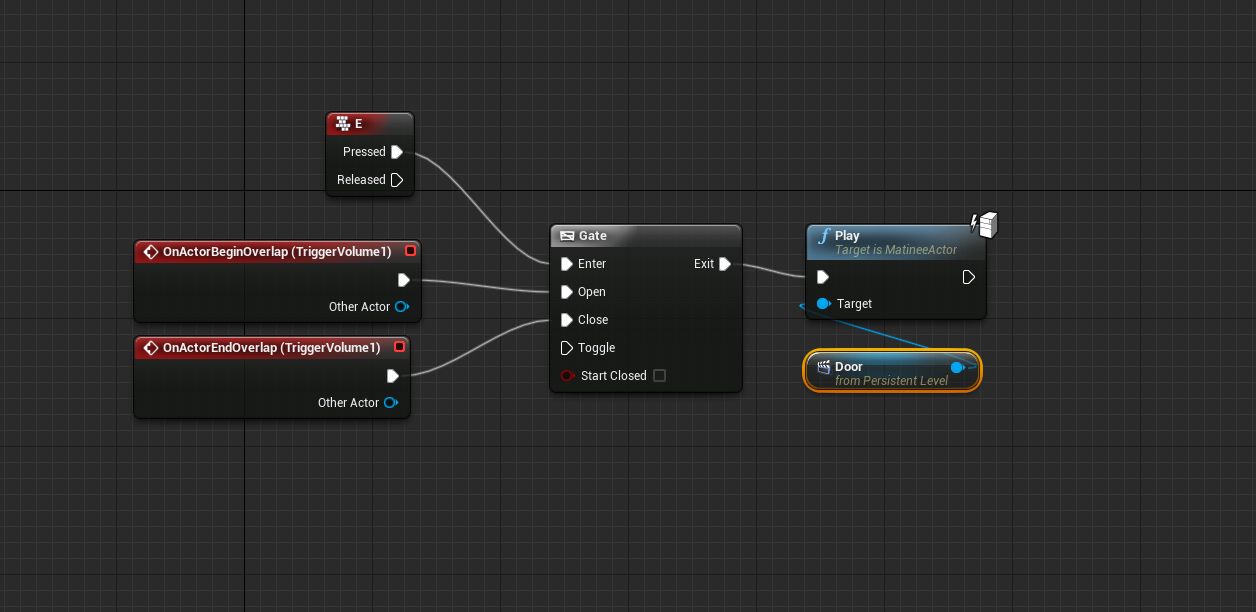 E
Pressed
Released
OnActorBeginOverlap (TriggerVolume1)
Other Actor
OnActorEndOverlap (TriggerVolume1)
Other Actor
Gate
Enter
Exit
Open
Close
Toggle
Start Closed
f Play
Target is MatineeActor
Target
Door
from Persistent Level